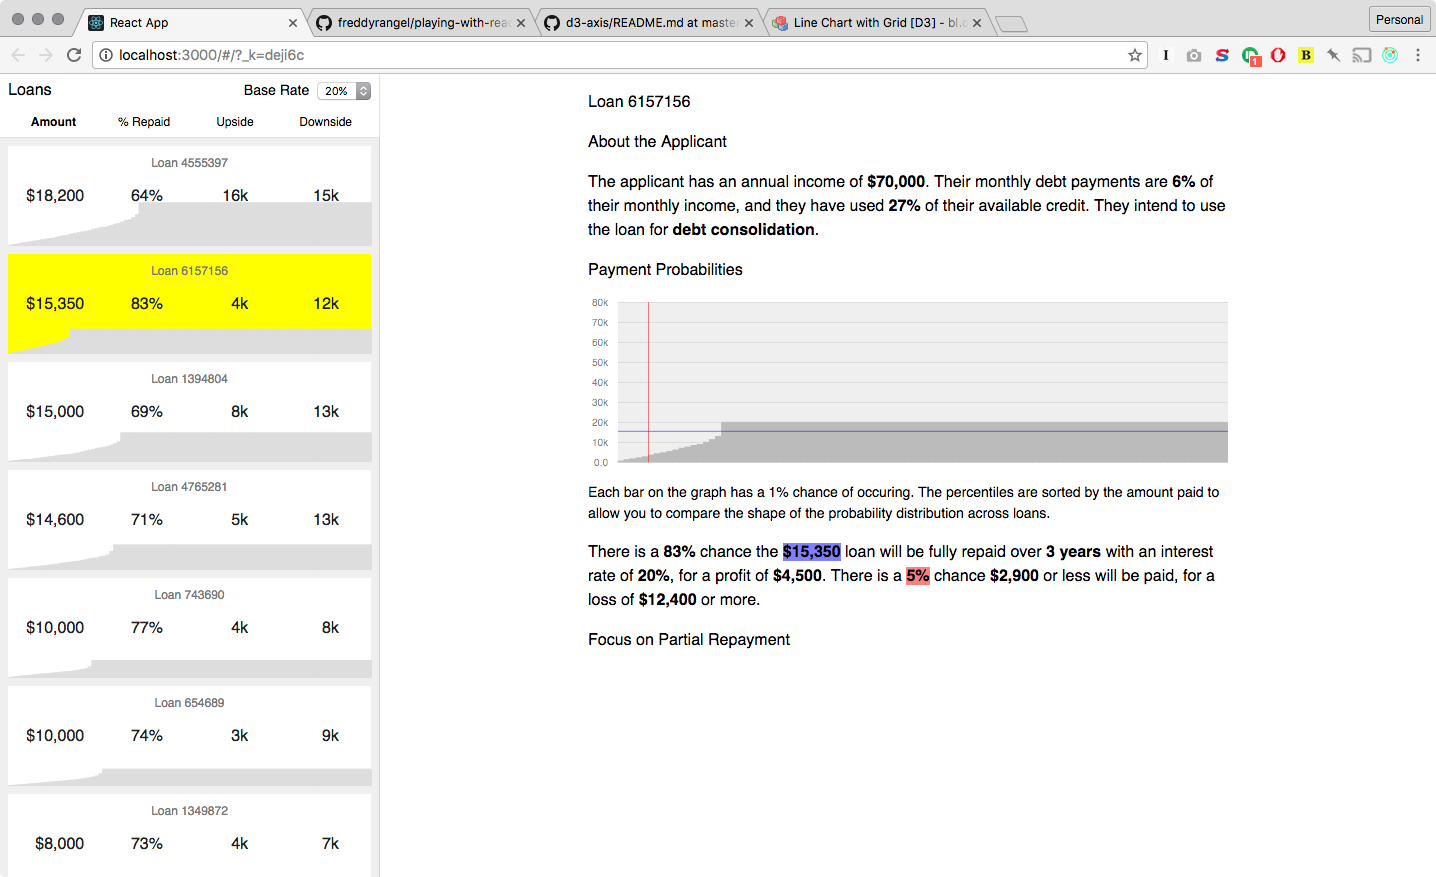 React App
freddyrangel/playing-with-reac
d3-axis/README.md at master
Line Chart with Grid [D3] - bl.o
Personal
localhost:3000/#/?_k=deji6c
I
S
1
B
Loans
Base Rate 20%
Amount % Repaid Upside Downside
Loan 4555397
$18,200 64% 16k 15k
Loan 6157156
$15,350 83% 4k 12k
Loan 1394804
$15,000 69% 8k 13k
Loan 4765281
$14,600 71% 5k 13k
Loan 743690
$10,000 77% 4k 8k
Loan 654689
$10,000 74% 3k 9k
Loan 1349872
$8,000 73% 4k 7k
Loan 6157156
About the Applicant
The applicant has an annual income of $70,000. Their monthly debt payments are 6% of
their monthly income, and they have used 27% of their available credit. They intend to use
the loan for debt consolidation.
Payment Probabilities
80k
70k
60k
50k
40k
30k
20k
10k
0.0
Each bar on the graph has a 1% chance of occuring. The percentiles are sorted by the amount paid to
allow you to compare the shape of the probability distribution across loans.
There is a 83% chance the $15,350 loan will be fully repaid over 3 years with an interest
rate of 20%, for a profit of $4,500. There is a 5% chance $2,900 or less will be paid, for a
loss of $12,400 or more.
Focus on Partial Repayment